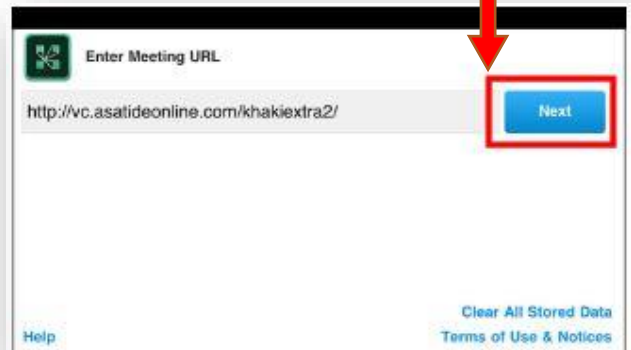 Enter Meeting URL
http://vc.asatideonline.com/khakiextra2/
Next
Clear All Stored Data
Help
Terms of Use & Notices